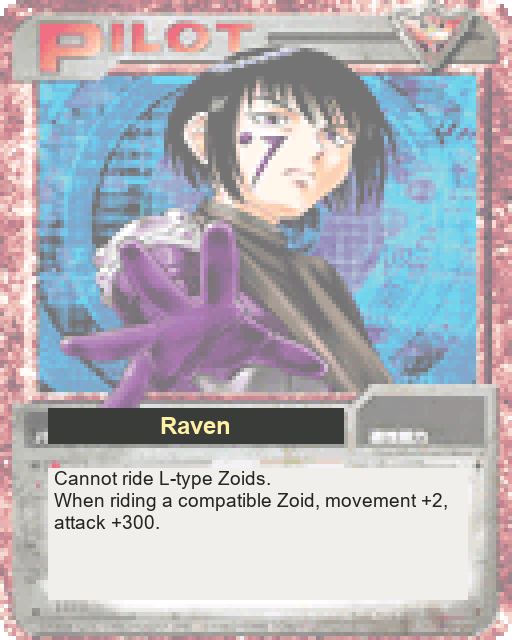 PILOT
Raven
Cannot ride L-type Zoids.
When riding a compatible Zoid, movement +2,
attack +300.